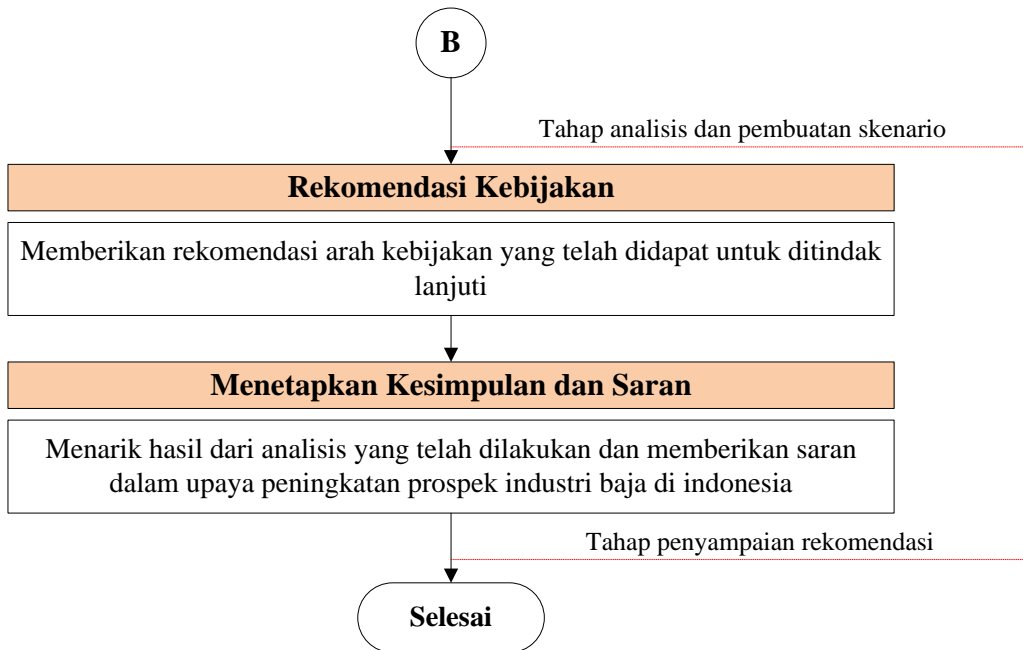 B
Tahap analisis dan pembuatan skenario
Rekomendasi Kebijakan
Memberikan rekomendasi arah kebijakan yang telah didapat untuk ditindak
lanjuti
Menetapkan Kesimpulan dan Saran
Menarik hasil dari analisis yang telah dilakukan dan memberikan saran
dalam upaya peningkatan prospek industri baja di indonesia
Tahap penyampaian rekomendasi
Selesai